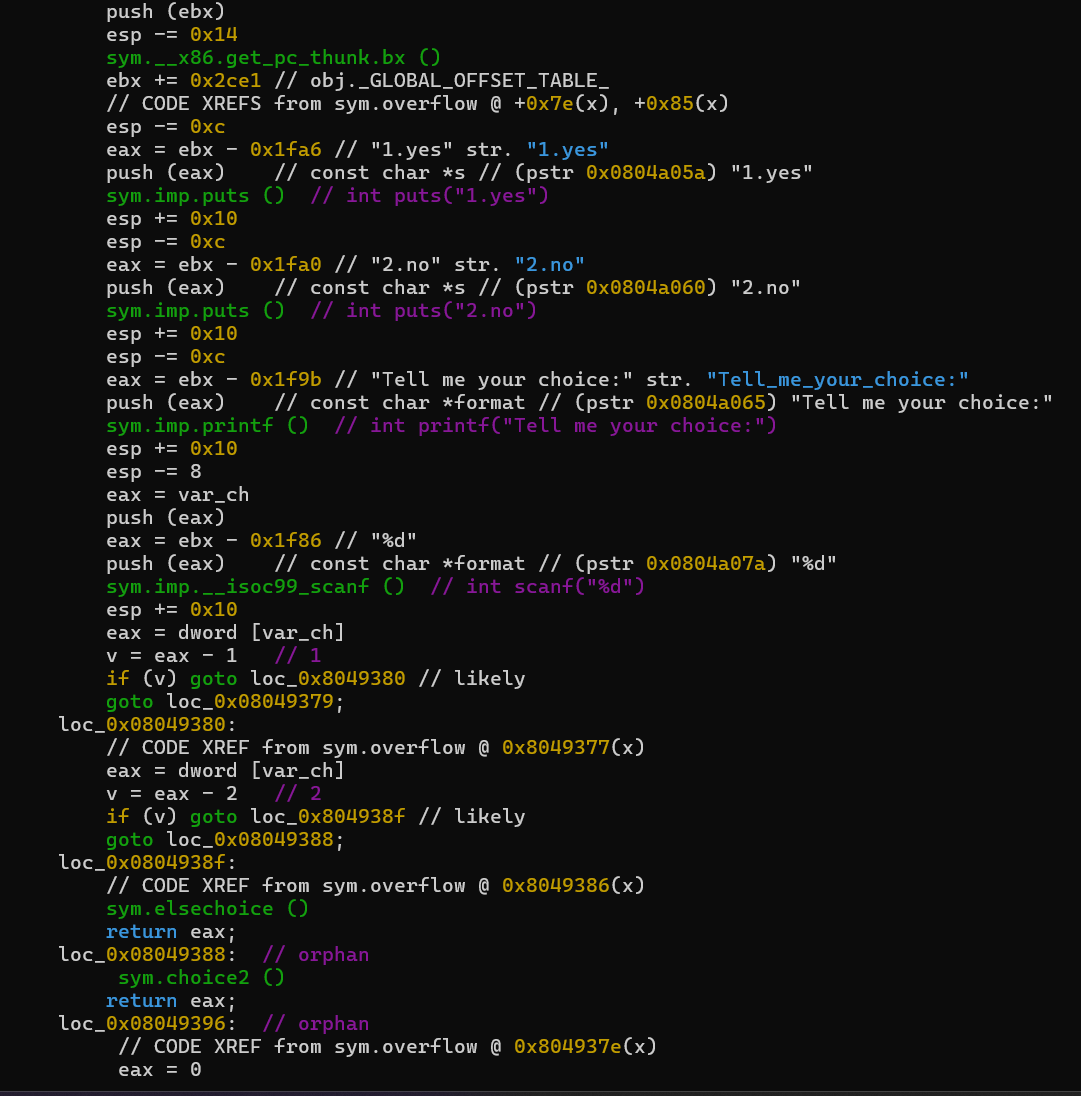 push (ebx)
esp -= 0x14
sym.__x86.get_pc_thunk.bx ()
ebx += 0x2ce1 // obj._GLOBAL_OFFSET_TABLE_
// CODE XREFS from sym.overflow @ +0x7e(x), +0x85(x)
esp -= 0xc
eax = ebx - 0x1fa6 // "1.yes" str. "1.yes"
push (eax)    // const char *s // (pstr 0x0804a05a) "1.yes"
sym.imp.puts ()  // int puts("1.yes")
esp += 0x10
esp -= 0xc
eax = ebx - 0x1fa0 // "2.no" str. "2.no"
push (eax)    // const char *s // (pstr 0x0804a060) "2.no"
sym.imp.puts ()  // int puts("2.no")
esp += 0x10
esp -= 0xc
eax = ebx - 0x1f9b // "Tell me your choice:" str. "Tell_me_your_choice:"
push (eax)    // const char *format // (pstr 0x0804a065) "Tell me your choice:"
sym.imp.printf ()  // int printf("Tell me your choice:")
esp += 0x10
esp -= 8
eax = var_ch
push (eax)
eax = ebx - 0x1f86 // "%d"
push (eax)    // const char *format // (pstr 0x0804a07a) "%d"
sym.imp.__isoc99_scanf ()  // int scanf("%d")
esp += 0x10
eax = dword [var_ch]
v = eax - 1   // 1
if (v) goto loc_0x8049380 // likely
goto loc_0x08049379;
loc_0x08049380:
// CODE XREF from sym.overflow @ 0x8049377(x)
eax = dword [var_ch]
v = eax - 2   // 2
if (v) goto loc_0x804938f // likely
goto loc_0x08049388;
loc_0x0804938f:
// CODE XREF from sym.overflow @ 0x8049386(x)
sym.elsechoice ()
return eax;
loc_0x08049388:  // orphan
sym.choice2 ()
return eax;
loc_0x08049396:  // orphan
// CODE XREF from sym.overflow @ 0x804937e(x)
eax = 0